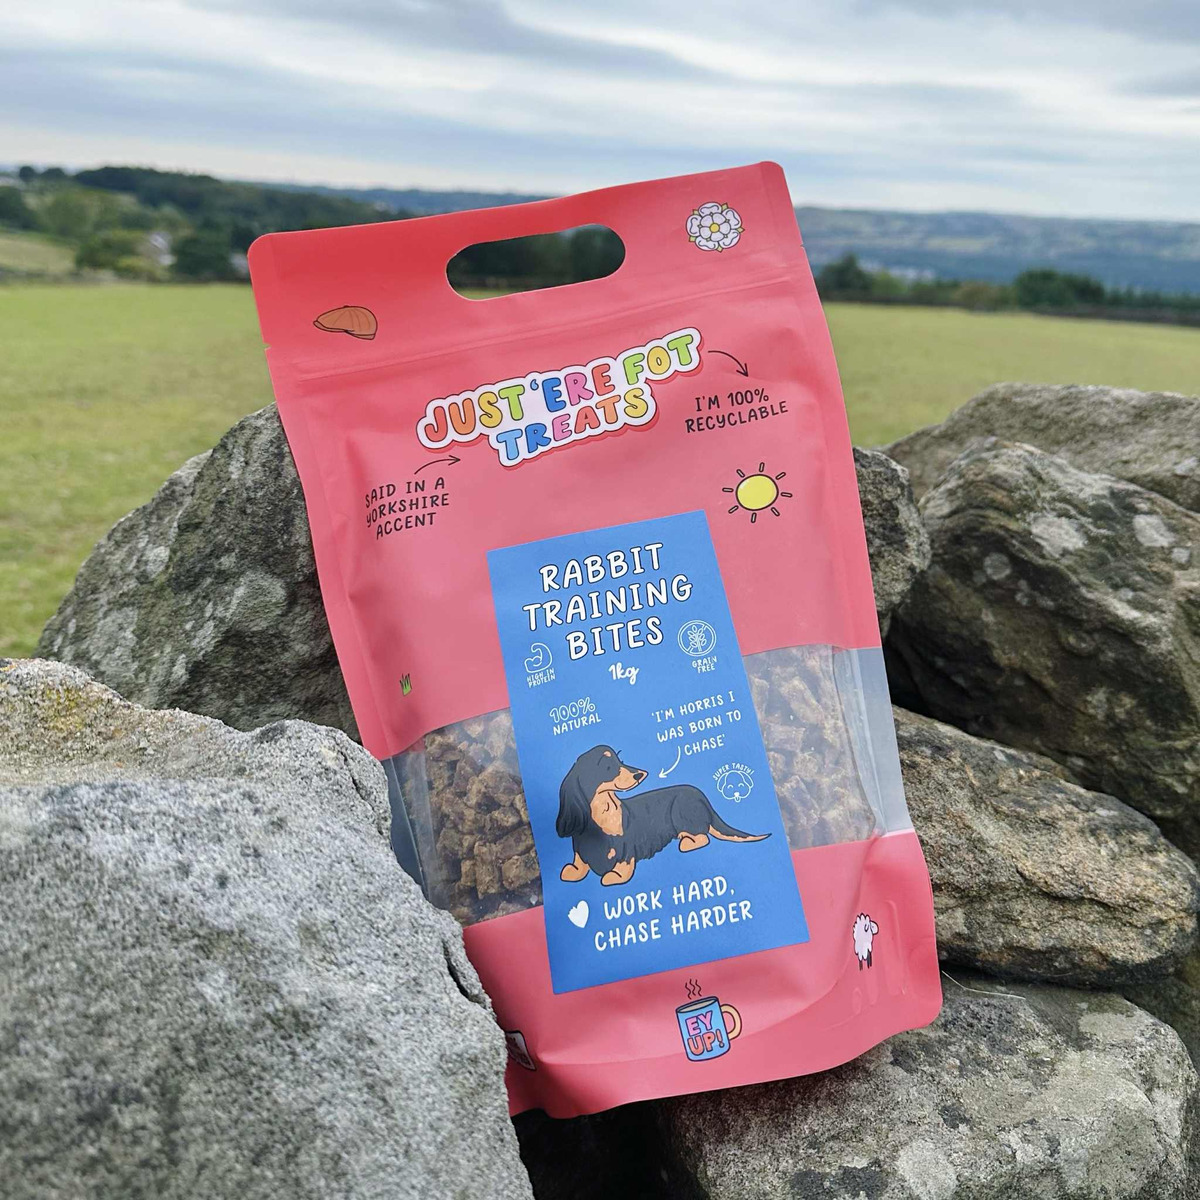 JUST 'ERE FOT
TREATS
I'M 100%
RECYCLABLE
SAID IN A
YORKSHIRE
ACCENT
RABBIT
TRAINING
BITES
1kg
HIGH IN
PROTEIN
GRAIN
FREE
100%
NATURAL
'I'M HORRIS I
WAS BORN TO
CHASE'
SUPER TASTY!
WORK HARD,
CHASE HARDER
EY
UP!